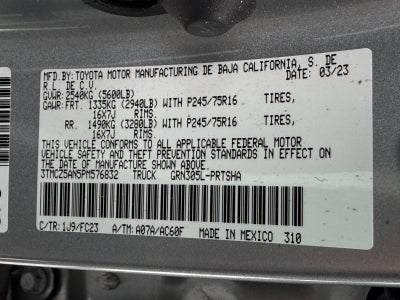 MFD.BY: TOYOTA MOTOR MANUFACTURING DE BAJA CALIFORNIA, S. DE
R.L. DE C.V. DATE: 03/23
GVWR: 2540KG (5600LB)
GAWR: FRT. 1335KG (2940LB) WITH P245/75R16 TIRES,
16X7J RIMS.
RR. 1490KG (3280LB) WITH P245/75R16 TIRES,
16X7J RIMS.
THIS VEHICLE CONFORMS TO ALL APPLICABLE FEDERAL MOTOR
VEHICLE SAFETY AND THEFT PREVENTION STANDARDS IN EFFECT ON
THE DATE OF MANUFACTURE SHOWN ABOVE.
3TMCZ5AN5PM576832 TRUCK GRN305L-PRTSHA
C/TR: 1J9/FC23 A/TM: A07A/AC60F MADE IN MEXICO 310